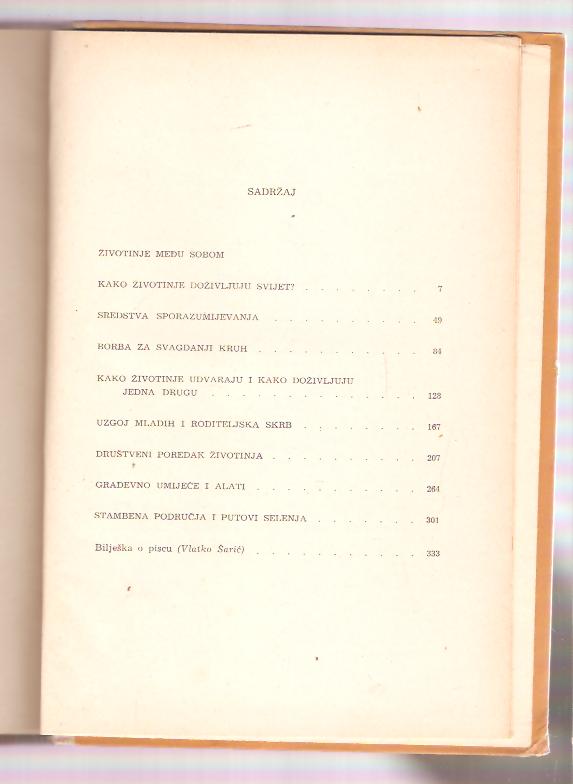 SADRŽAJ
ŽIVOTINJE MEĐU SOBOM
KAKO ŽIVOTINJE DOŽIVLJUJU SVIJET? . . . . . . . . 7
SREDSTVA SPORAZUMIJEVANJA . . . . . . . . . . 49
BORBA ZA SVAGDANJI KRUH . . . . . . . . . . . 84
KAKO ŽIVOTINJE UDVARAJU I KAKO DOŽIVLJUJU
JEDNA DRUGU . . . . . . . . . . . . . . 128
UZGOJ MLADIH I RODITELJSKA SKRB . . . . . . . . 167
DRUŠTVENI POREDAK ŽIVOTINJA . . . . . . . . . . 207
GRAĐEVNO UMIJEĆE I ALATI . . . . . . . . . . . 264
STAMBENA PODRUČJA I PUTOVI SELENJA . . . . . . . 301
Bilješka o piscu (Vlatko Šarić) . . . . . . . . . . . 333